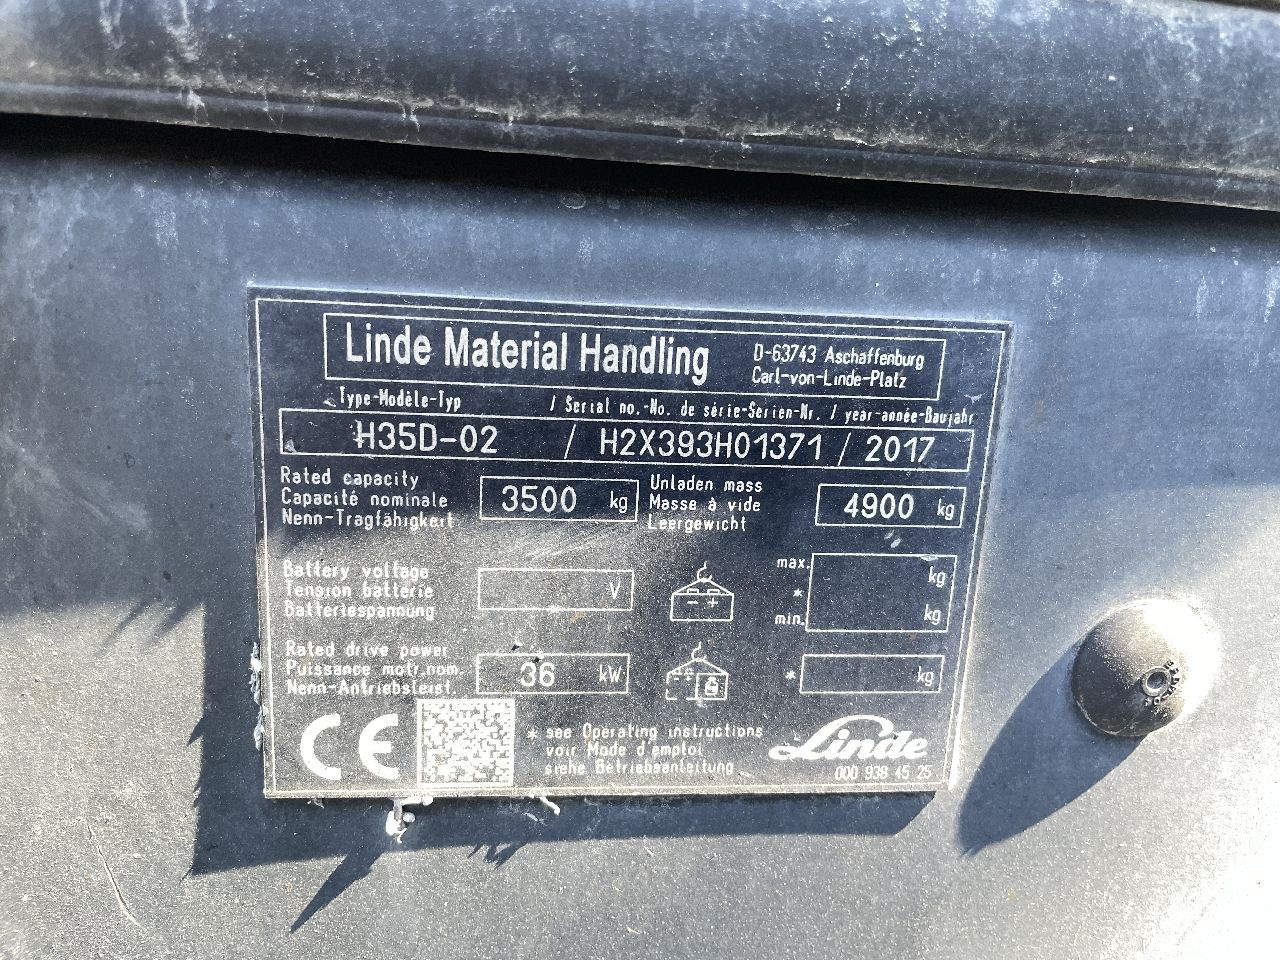 Linde Material Handling
D-63743 Aschaffenburg
Carl-von-Linde-Platz
Type-Modèle-Typ / Serial no.-No. de série-Serien-Nr. / year-année-Baujahr
H35D-02 / H2X393H01371 / 2017
Rated capacity
Capacité nominale
Nenn-Tragfähigkeit
3500 kg
Unladen mass
Masse à vide
Leergewicht
4900 kg
Battery voltage
Tension batterie
Batteriespannung
V
max.
*
min.
kg
kg
Rated drive power
Puissance motr.nom.
Nenn-Antriebsleist.
36 kW
* kg
CE
* see Operating instructions
voir Mode d'emploi
siehe Betriebsanleitung
Linde
000 938 45 25